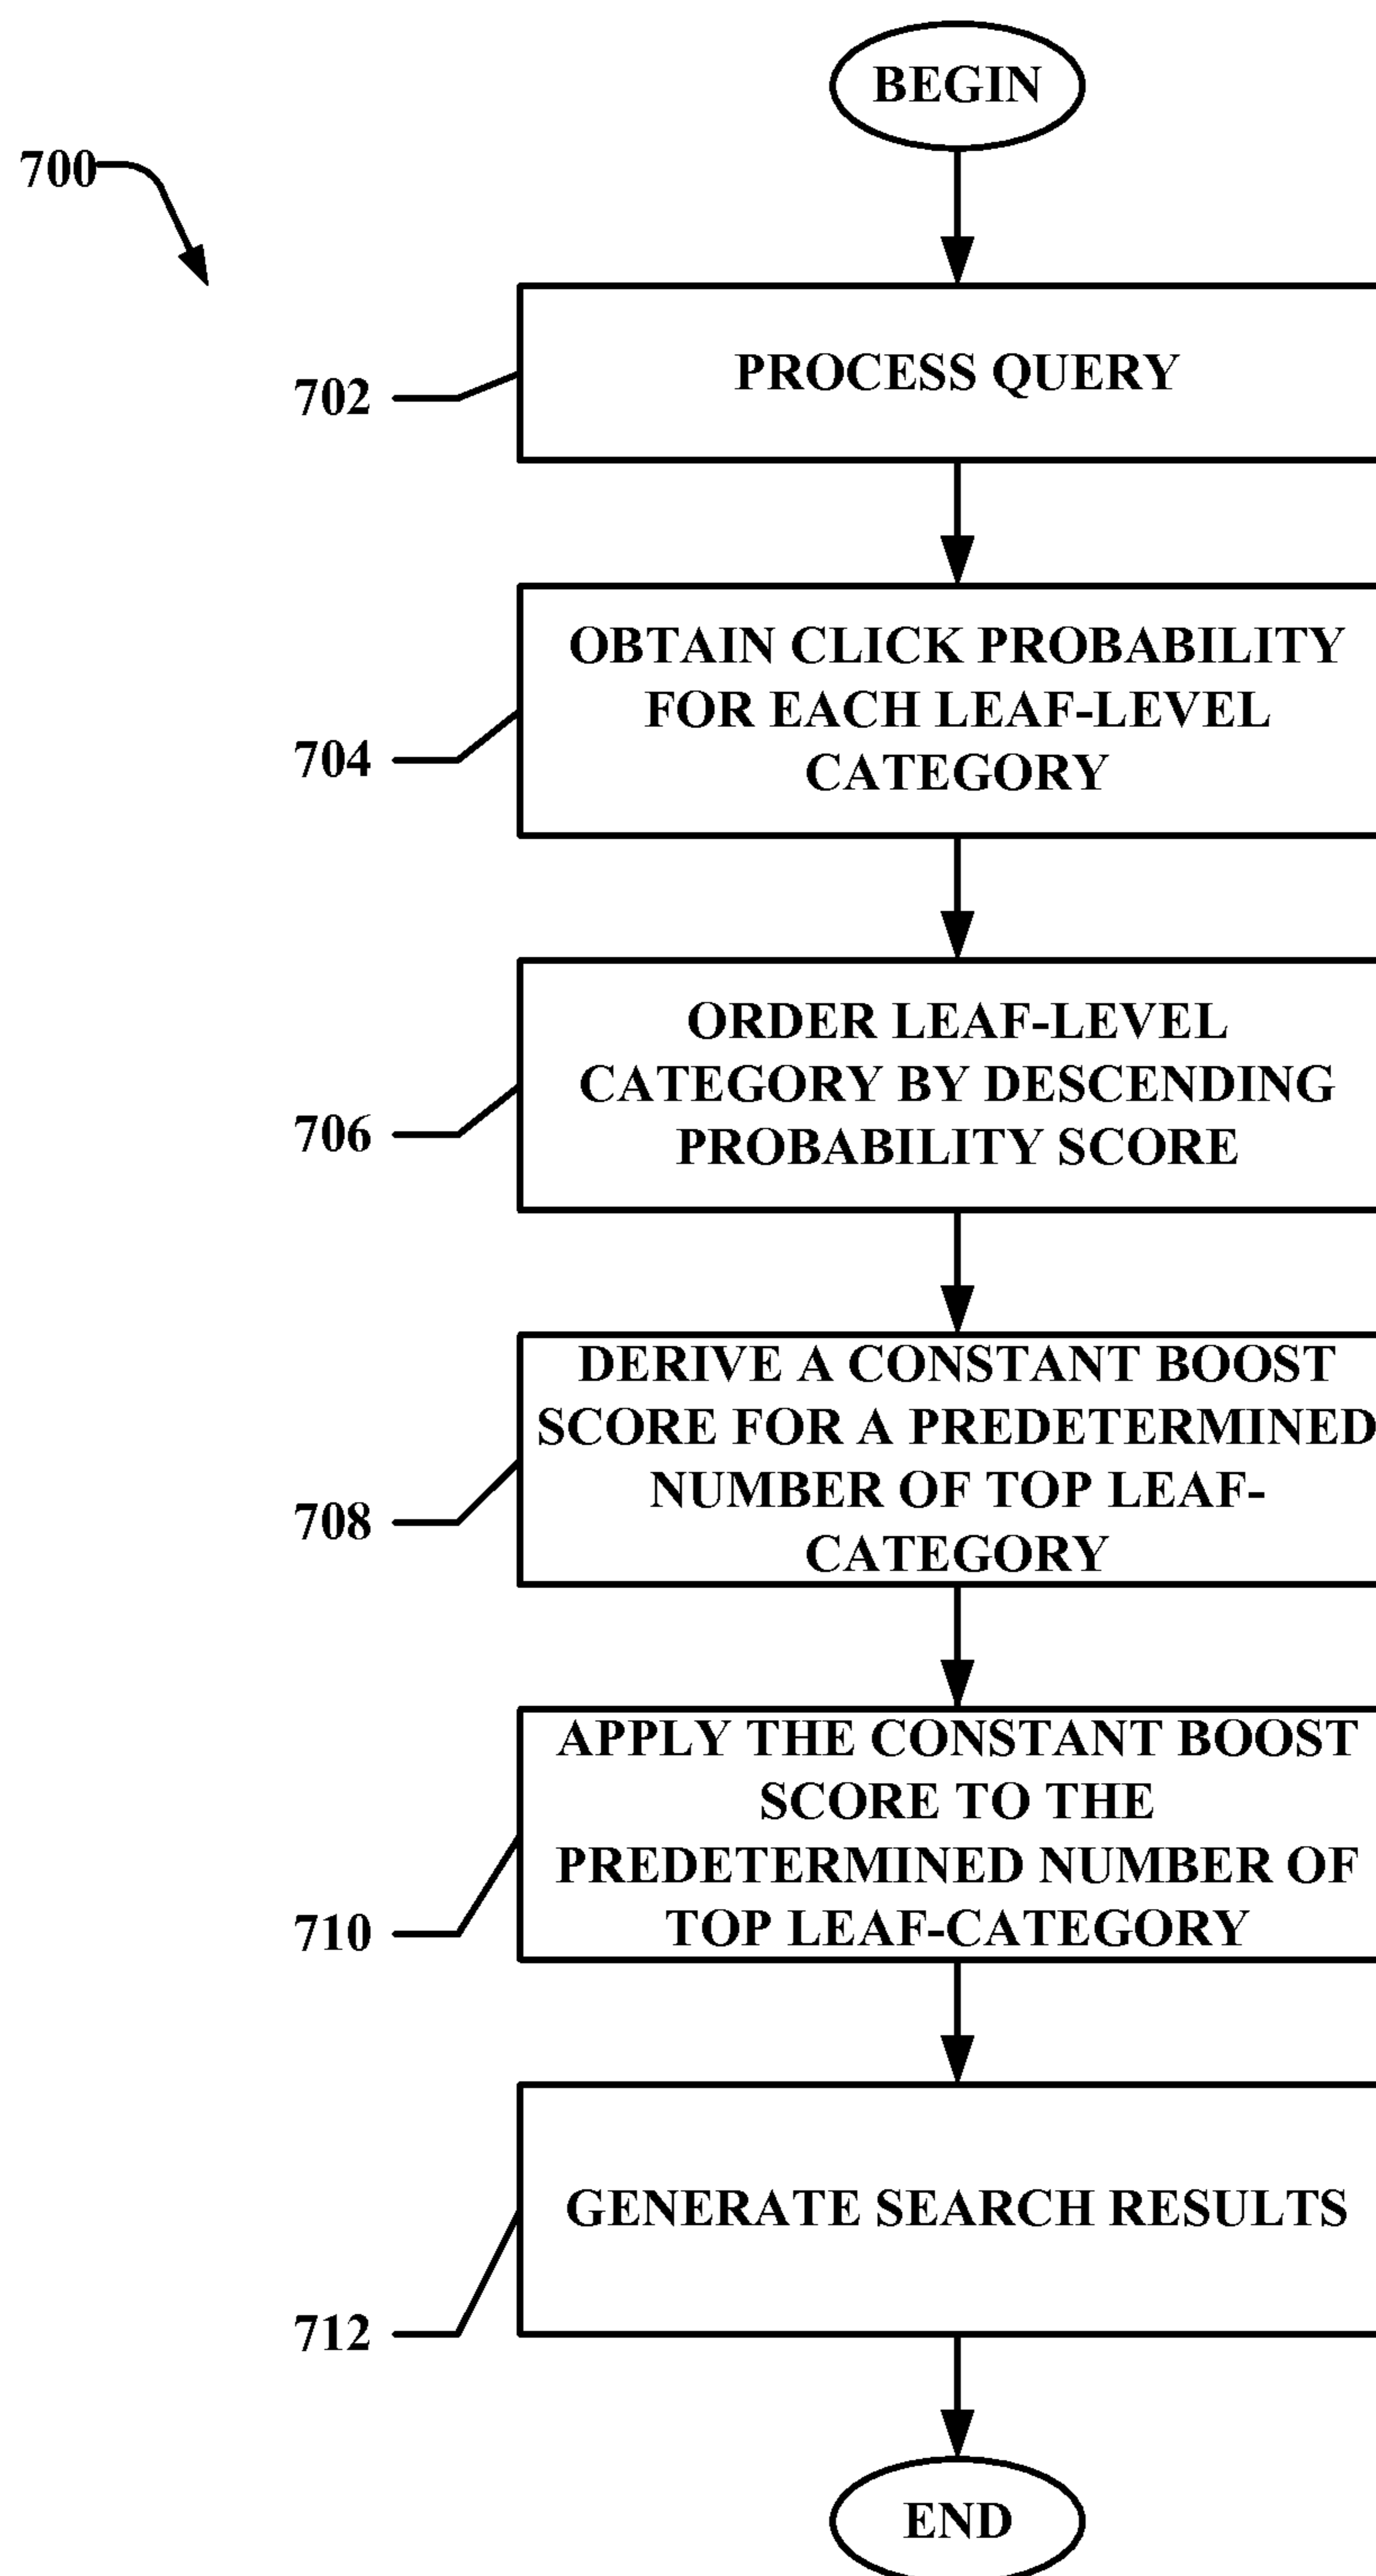 BEGIN
700
PROCESS QUERY
702
OBTAIN CLICK PROBABILITY
FOR EACH LEAF-LEVEL
CATEGORY
704
ORDER LEAF-LEVEL
CATEGORY BY DESCENDING
PROBABILITY SCORE
706
DERIVE A CONSTANT BOOST
SCORE FOR A PREDETERMINED
NUMBER OF TOP LEAF-
CATEGORY
708
APPLY THE CONSTANT BOOST
SCORE TO THE
PREDETERMINED NUMBER OF
TOP LEAF-CATEGORY
710
GENERATE SEARCH RESULTS
712
END